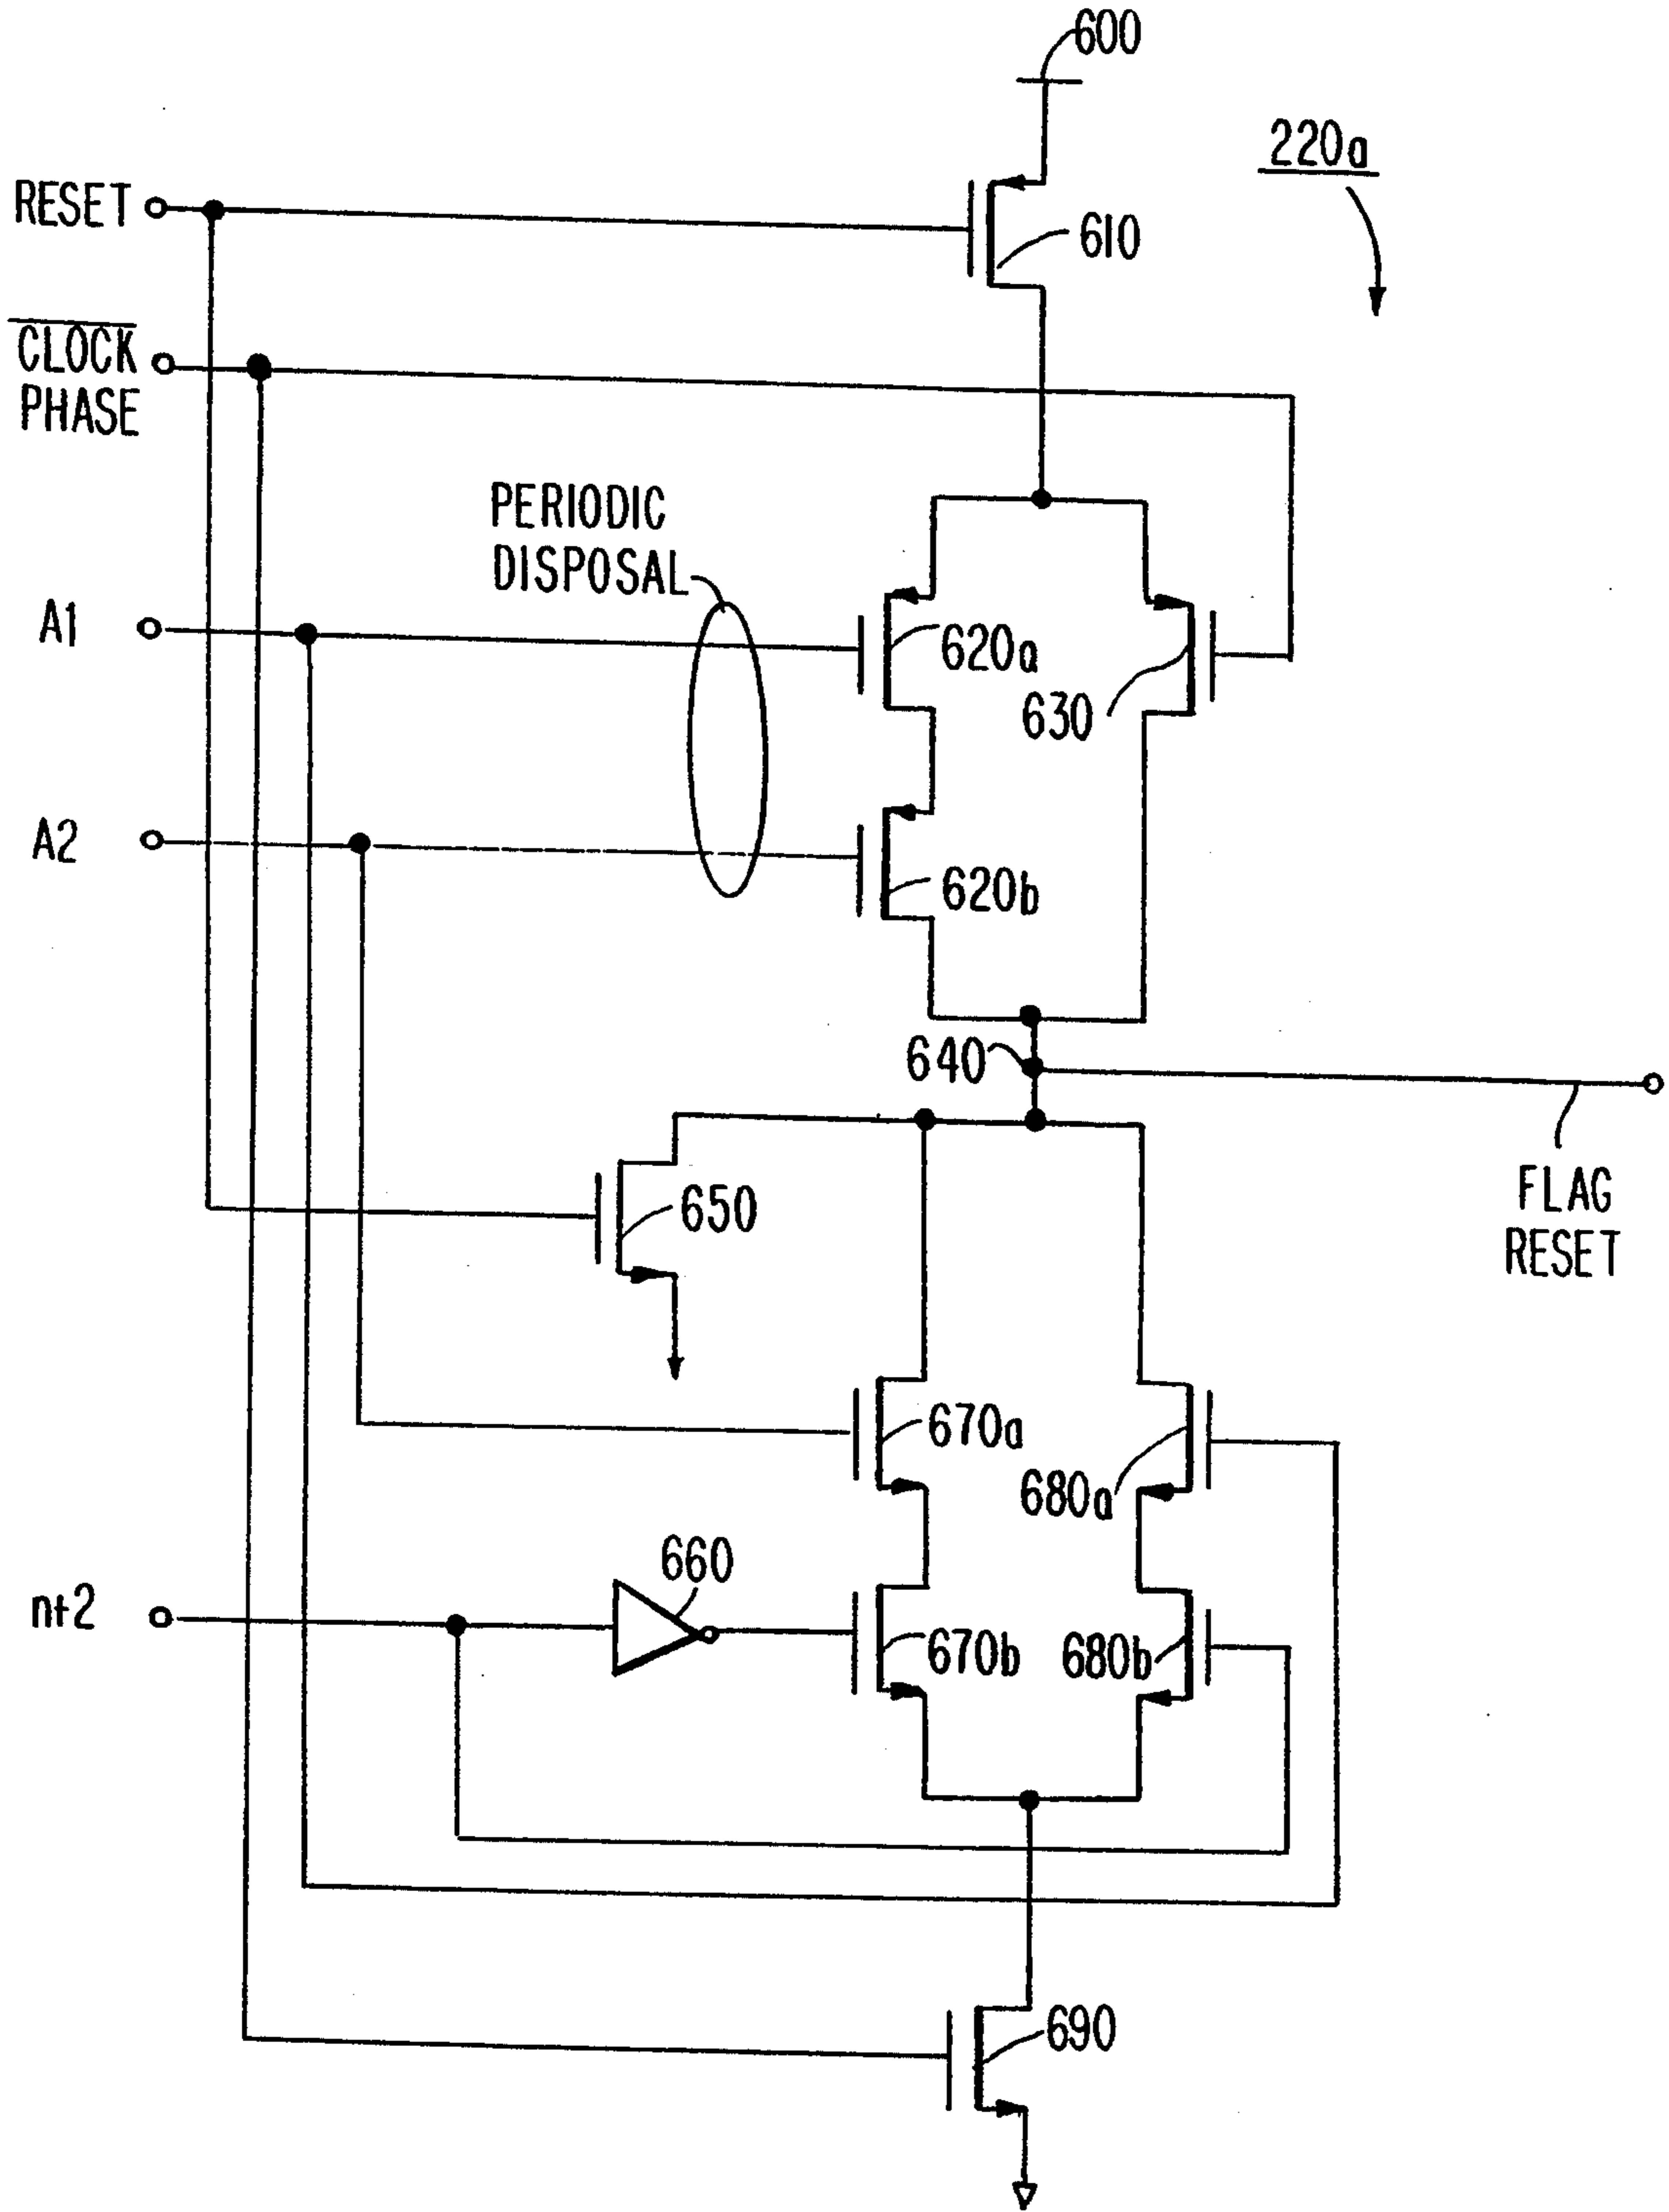 600
220a
RESET
610
CLOCK
PHASE
PERIODIC
DISPOSAL
A1
620a
630
A2
620b
640
650
FLAG
RESET
670a
680a
660
nt2
670b
680b
690